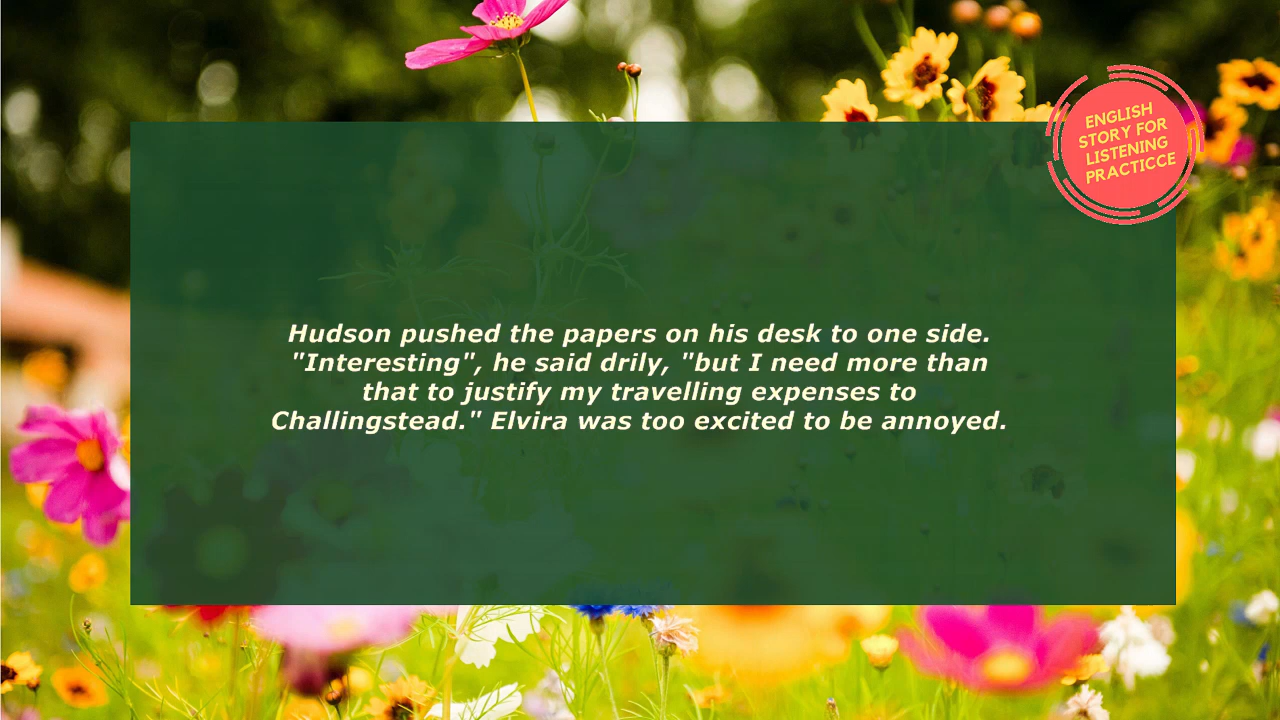 ENGLISH
STORY FOR
LISTENING
PRACTICCE
Hudson pushed the papers on his desk to one side.
"Interesting", he said drily, "but I need more than
that to justify my travelling expenses to
Challingstead." Elvira was too excited to be annoyed.